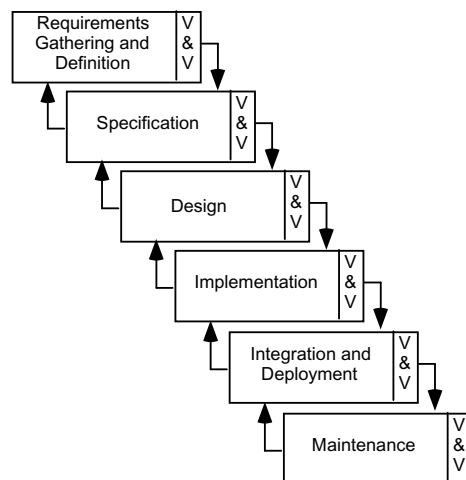 Requirements
Gathering and
Definition
V
&
V
Specification
V
&
V
Design
V
&
V
Implementation
V
&
V
Integration and
Deployment
V
&
V
Maintenance
V
&
V